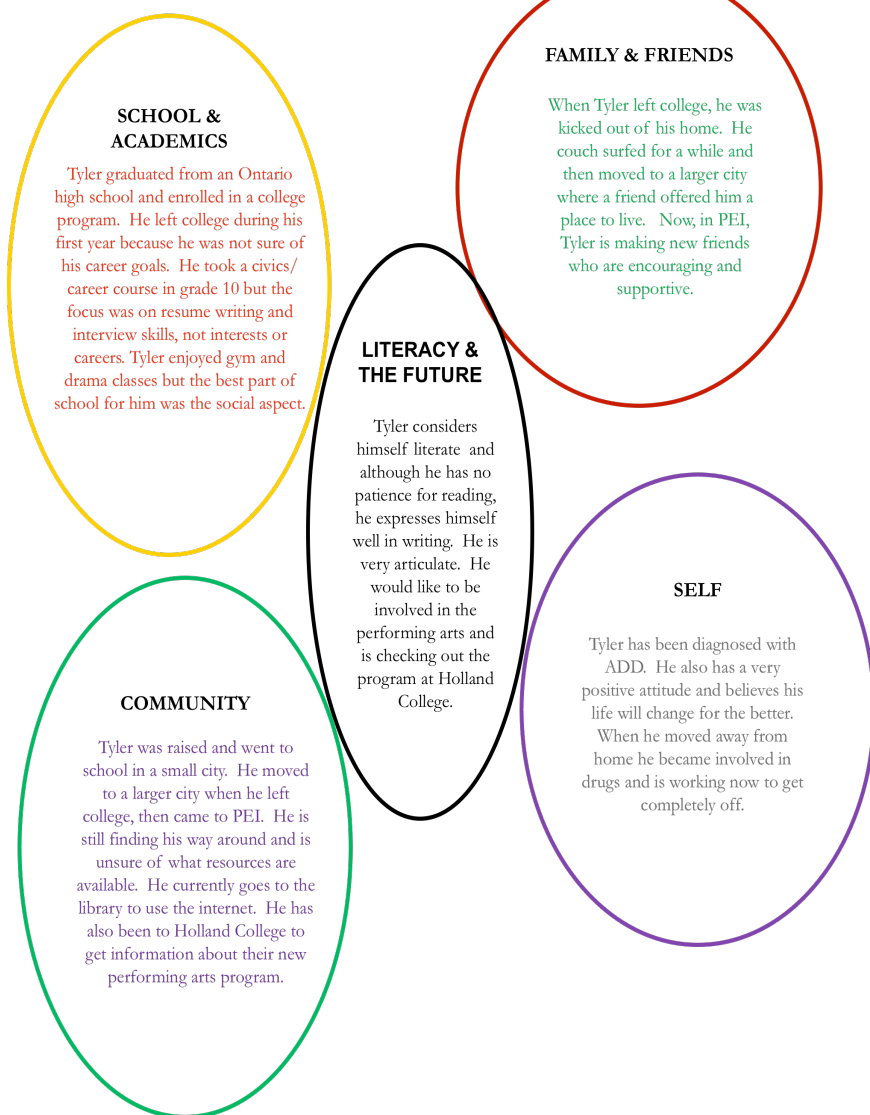 SCHOOL &
ACADEMICS
Tyler graduated from an Ontario
high school and enrolled in a college
program.  He left college during his
first year because he was not sure of
his career goals.  He took a civics/
career course in grade 10 but the
focus was on resume writing and
interview skills, not interests or
careers. Tyler enjoyed gym and
drama classes but the best part of
school for him was the social aspect.
FAMILY & FRIENDS
When Tyler left college, he was
kicked out of his home.  He
couch surfed for a while and
then moved to a larger city
where a friend offered him a
place to live.   Now, in PEI,
Tyler is making new friends
who are encouraging and
supportive.
LITERACY &
THE FUTURE
Tyler considers
himself literate  and
although he has no
patience for reading,
he expresses himself
well in writing.  He is
very articulate.  He
would like to be
involved in the
performing arts and
is checking out the
program at Holland
College.
SELF
Tyler has been diagnosed with
ADD.  He also has a very
positive attitude and believes his
life will change for the better.
When he moved away from
home he became involved in
drugs and is working now to get
completely off.
COMMUNITY
Tyler was raised and went to
school in a small city.  He moved
to a larger city when he left
college, then came to PEI.  He is
still finding his way around and is
unsure of what resources are
available.  He currently goes to the
library to use the internet.  He has
also been to Holland College to
get information about their new
performing arts program.